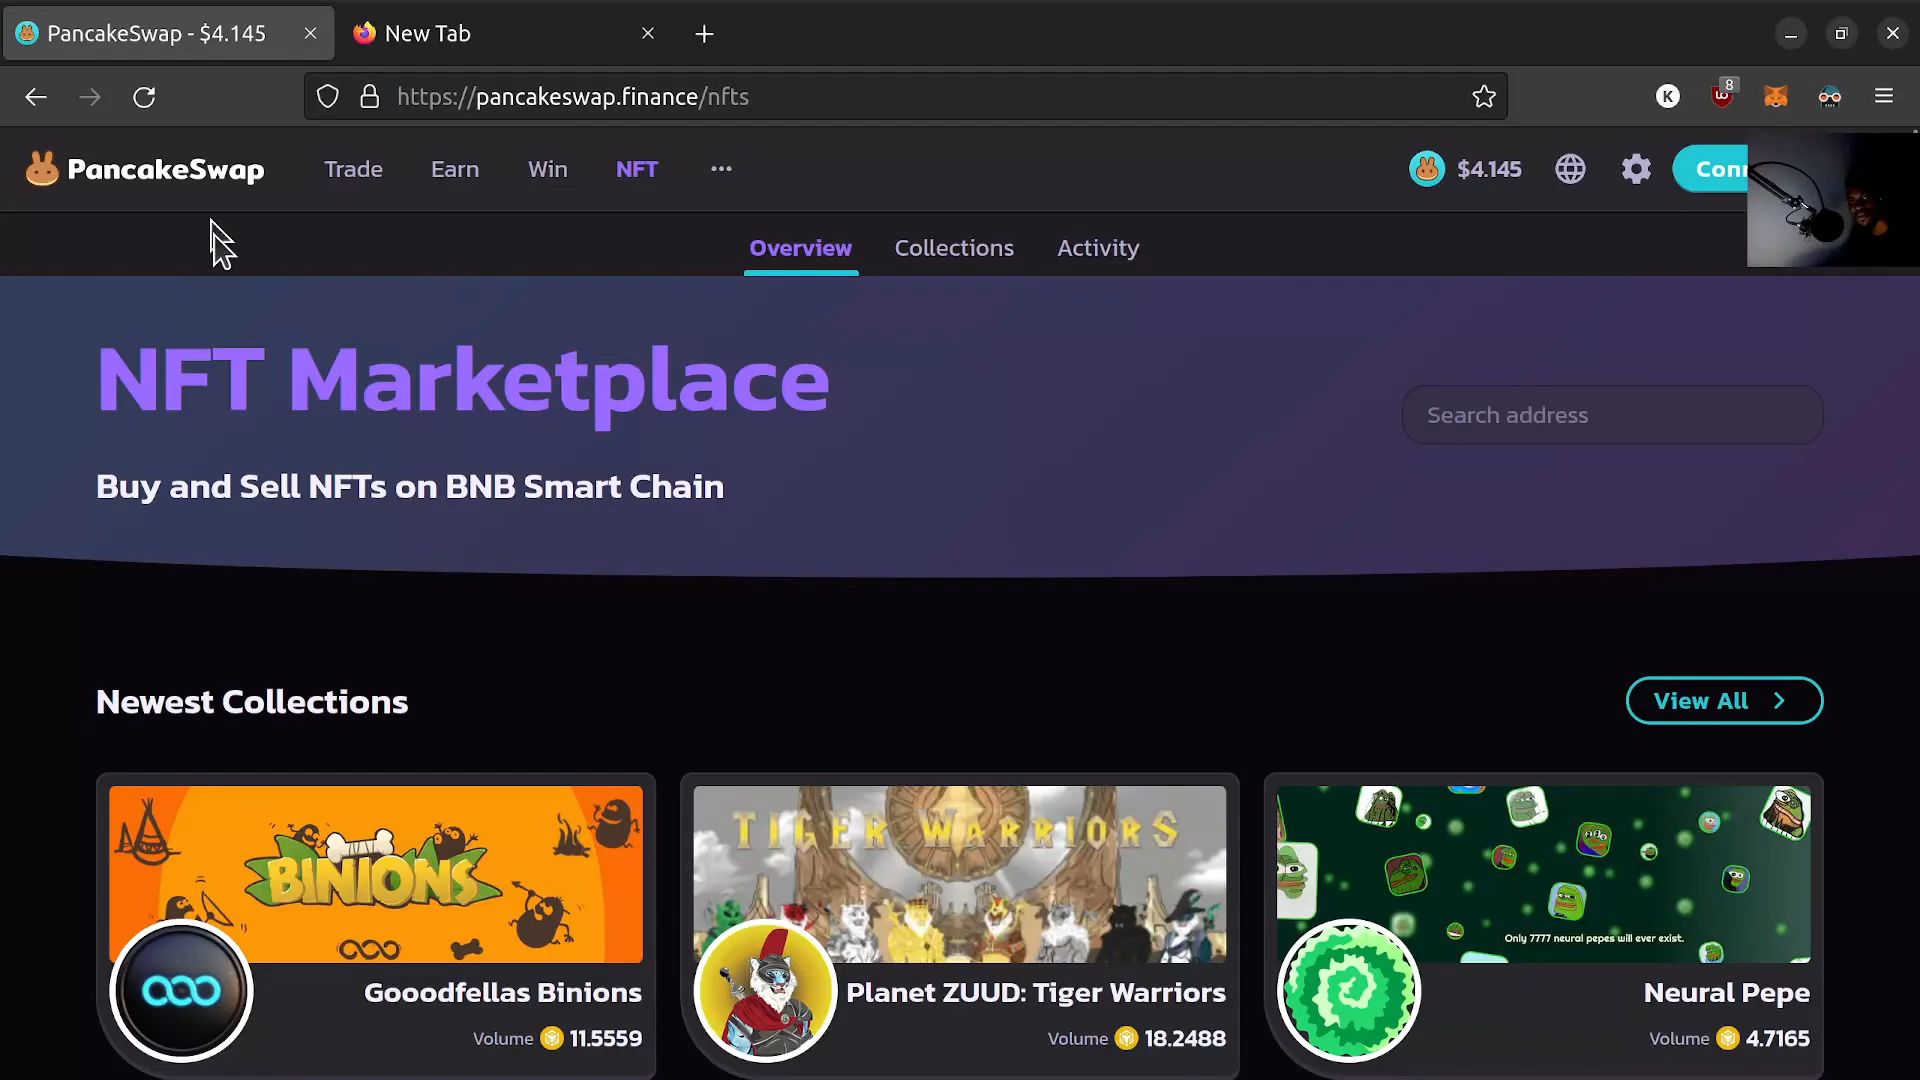 PancakeSwap - $4.145
New Tab
https://pancakeswap.finance/nfts
K
8
PancakeSwap
Trade
Earn
Win
NFT
$4.145
Conn
Overview
Collections
Activity
NFT Marketplace
Search address
Buy and Sell NFTs on BNB Smart Chain
Newest Collections
View All
BINIONS
TIGER WARRIORS
Only 7777 neural pepes will ever exist.
Gooodfellas Binions
Volume 11.5559
Planet ZUUD: Tiger Warriors
Volume 18.2488
Neural Pepe
Volume 4.7165